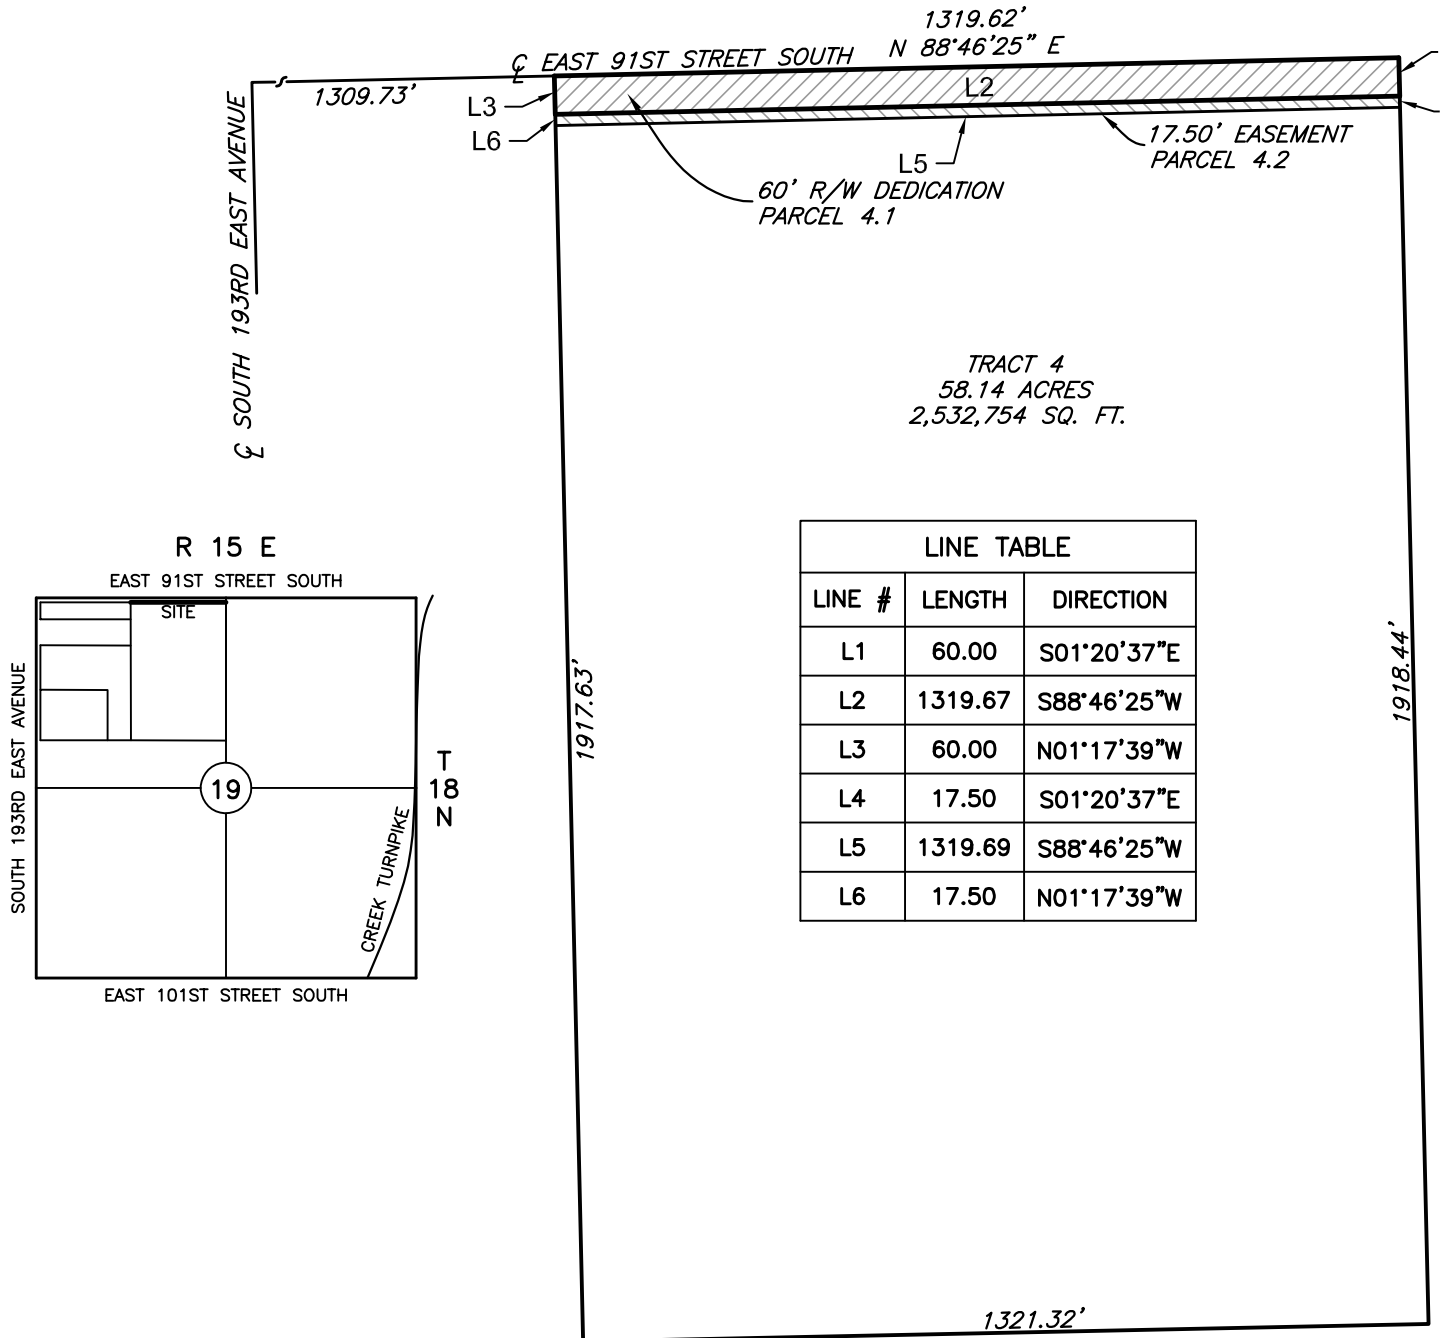 1319.62'
N 88°46'25" E
℄ EAST 91ST STREET SOUTH
1309.73'
L2
L3
L6
L5
17.50' EASEMENT
PARCEL 4.2
60' R/W DEDICATION
PARCEL 4.1
℄ SOUTH 193RD EAST AVENUE
TRACT 4
58.14 ACRES
2,532,754 SQ. FT.
R 15 E
EAST 91ST STREET SOUTH
SITE
SOUTH 193RD EAST AVENUE
19
T
18
N
CREEK TURNPIKE
EAST 101ST STREET SOUTH
1917.63'
LINE TABLE
LINE # LENGTH DIRECTION
L1 60.00 S01°20'37"E
L2 1319.67 S88°46'25"W
L3 60.00 N01°17'39"W
L4 17.50 S01°20'37"E
L5 1319.69 S88°46'25"W
L6 17.50 N01°17'39"W
1918.44'
1321.32'